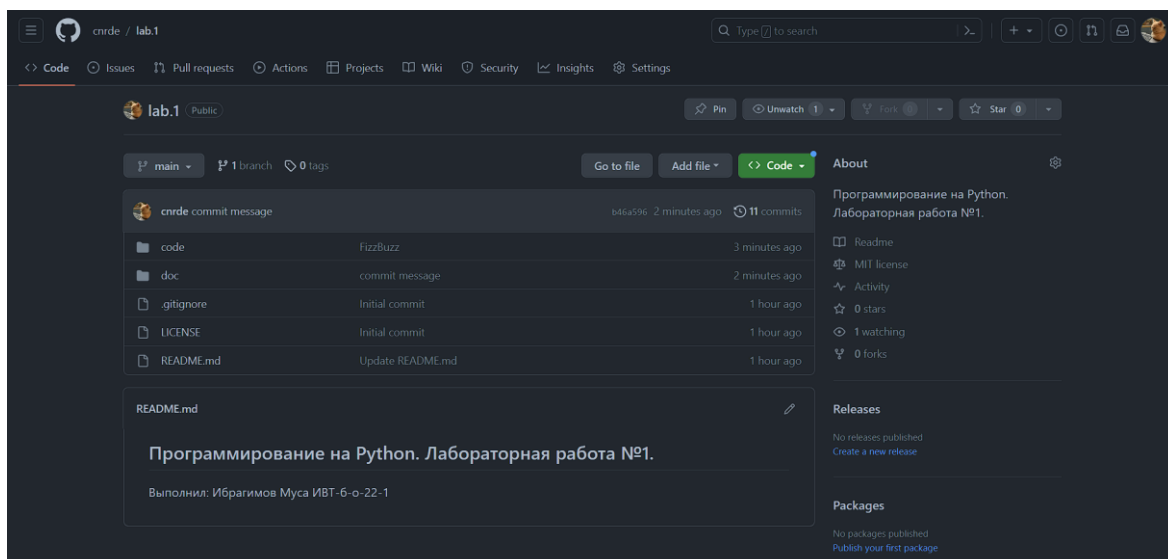 cnrde / lab.1
Type / to search
Code Issues Pull requests Actions Projects Wiki Security Insights Settings
lab.1 Public
Pin Unwatch 1 Fork 0 Star 0
main 1 branch 0 tags Go to file Add file Code
cnrde commit message b46a596 2 minutes ago 11 commits
code FizzBuzz 3 minutes ago
doc commit message 2 minutes ago
.gitignore Initial commit 1 hour ago
LICENSE Initial commit 1 hour ago
README.md Update README.md 1 hour ago
README.md
Программирование на Python. Лабораторная работа №1.
Выполнил: Ибрагимов Муса ИВТ-б-о-22-1
About
Программирование на Python.
Лабораторная работа №1.
Readme
MIT license
Activity
0 stars
1 watching
0 forks
Releases
No releases published
Create a new release
Packages
No packages published
Publish your first package